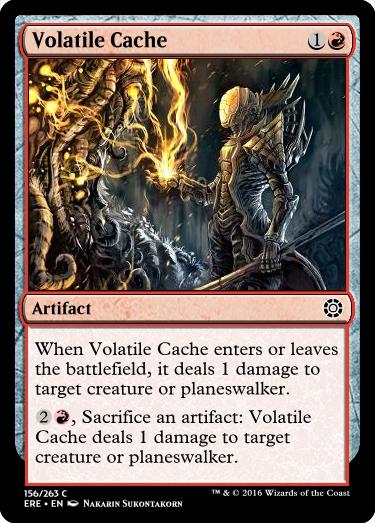 Volatile Cache 1
Artifact
When Volatile Cache enters or leaves
the battlefield, it deals 1 damage to
target creature or planeswalker.
2 , Sacrifice an artifact: Volatile
Cache deals 1 damage to target
creature or planeswalker.
156/263 C
ERE • EN Nakarin Sukontakorn
™ & © 2016 Wizards of the Coast